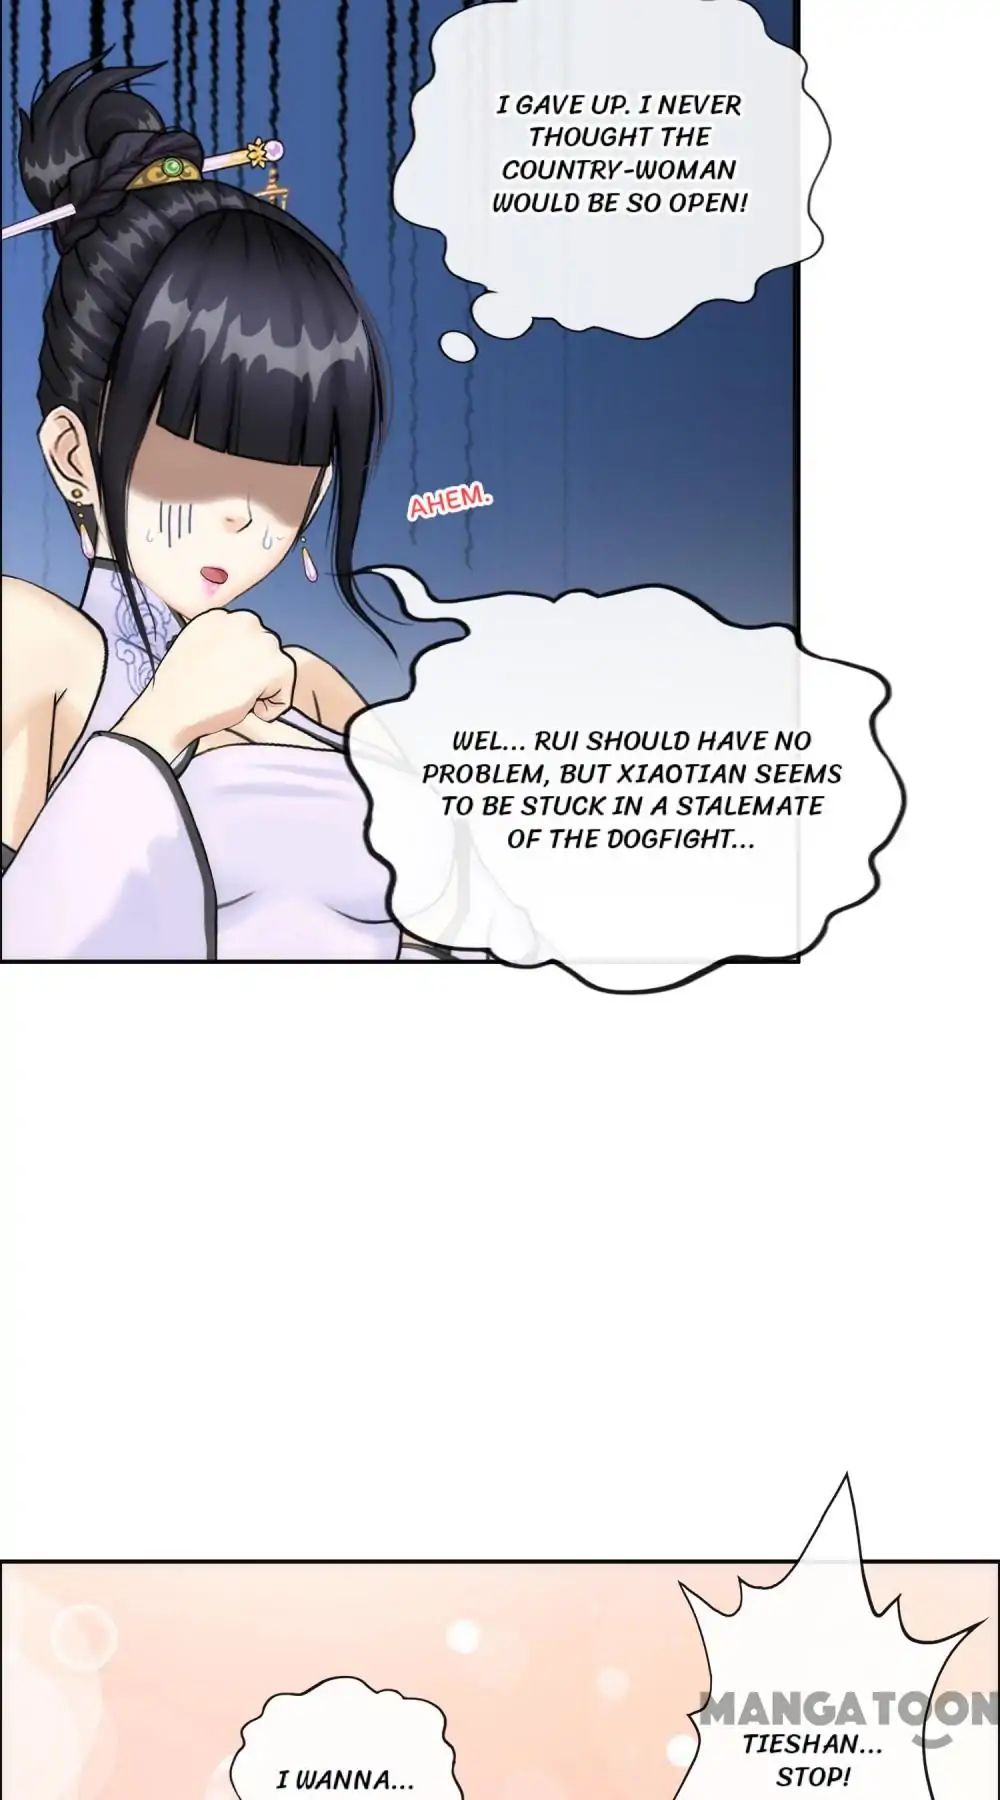 I GAVE UP. I NEVER
THOUGHT THE
COUNTRY-WOMAN
WOULD BE SO OPEN!
AHEM.
WEL... RUI SHOULD HAVE NO
PROBLEM, BUT XIAOTIAN SEEMS
TO BE STUCK IN A STALEMATE
OF THE DOGFIGHT...
MANGATOON
TIESHAN...
STOP!
I WANNA...